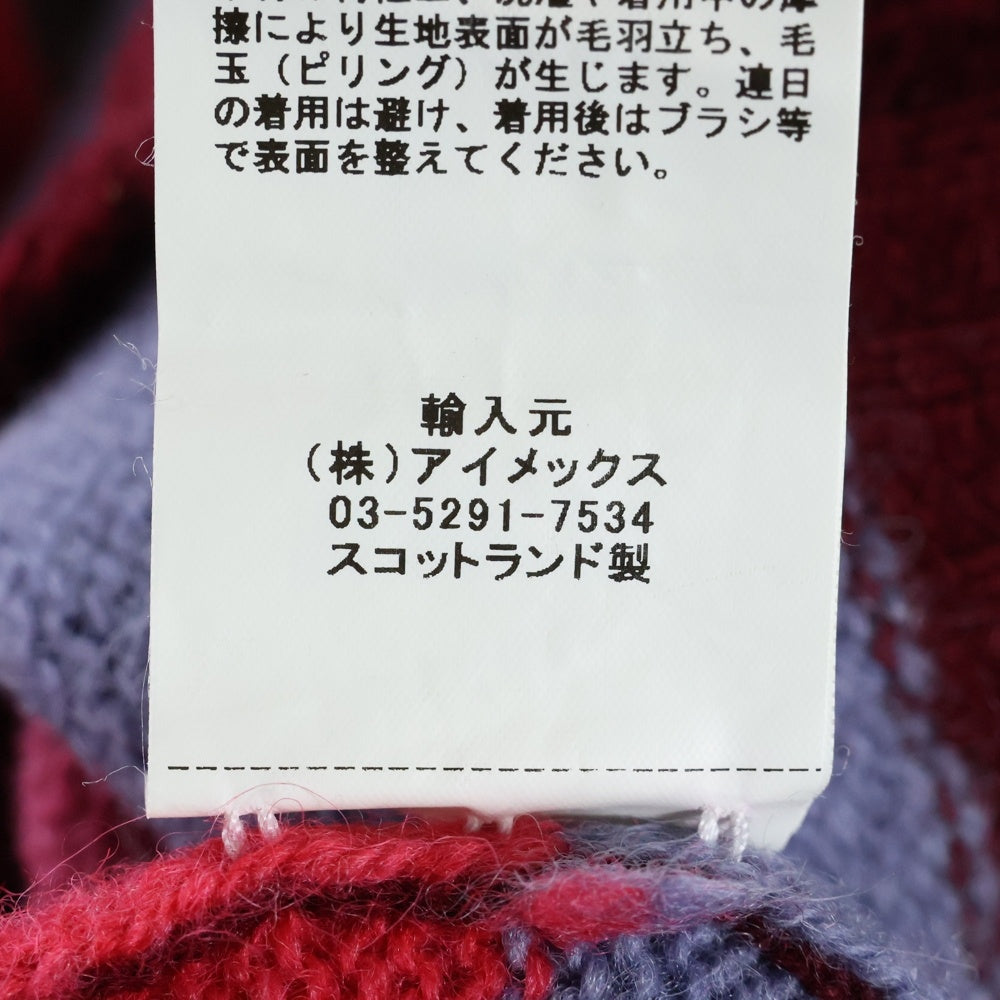 擦により生地表面が毛羽立ち、毛
玉（ピリング）が生じます。連日
の着用は避け、着用後はブラシ等
で表面を整えてください。
輸入元
（株）アイメックス
03-5291-7534
スコットランド製